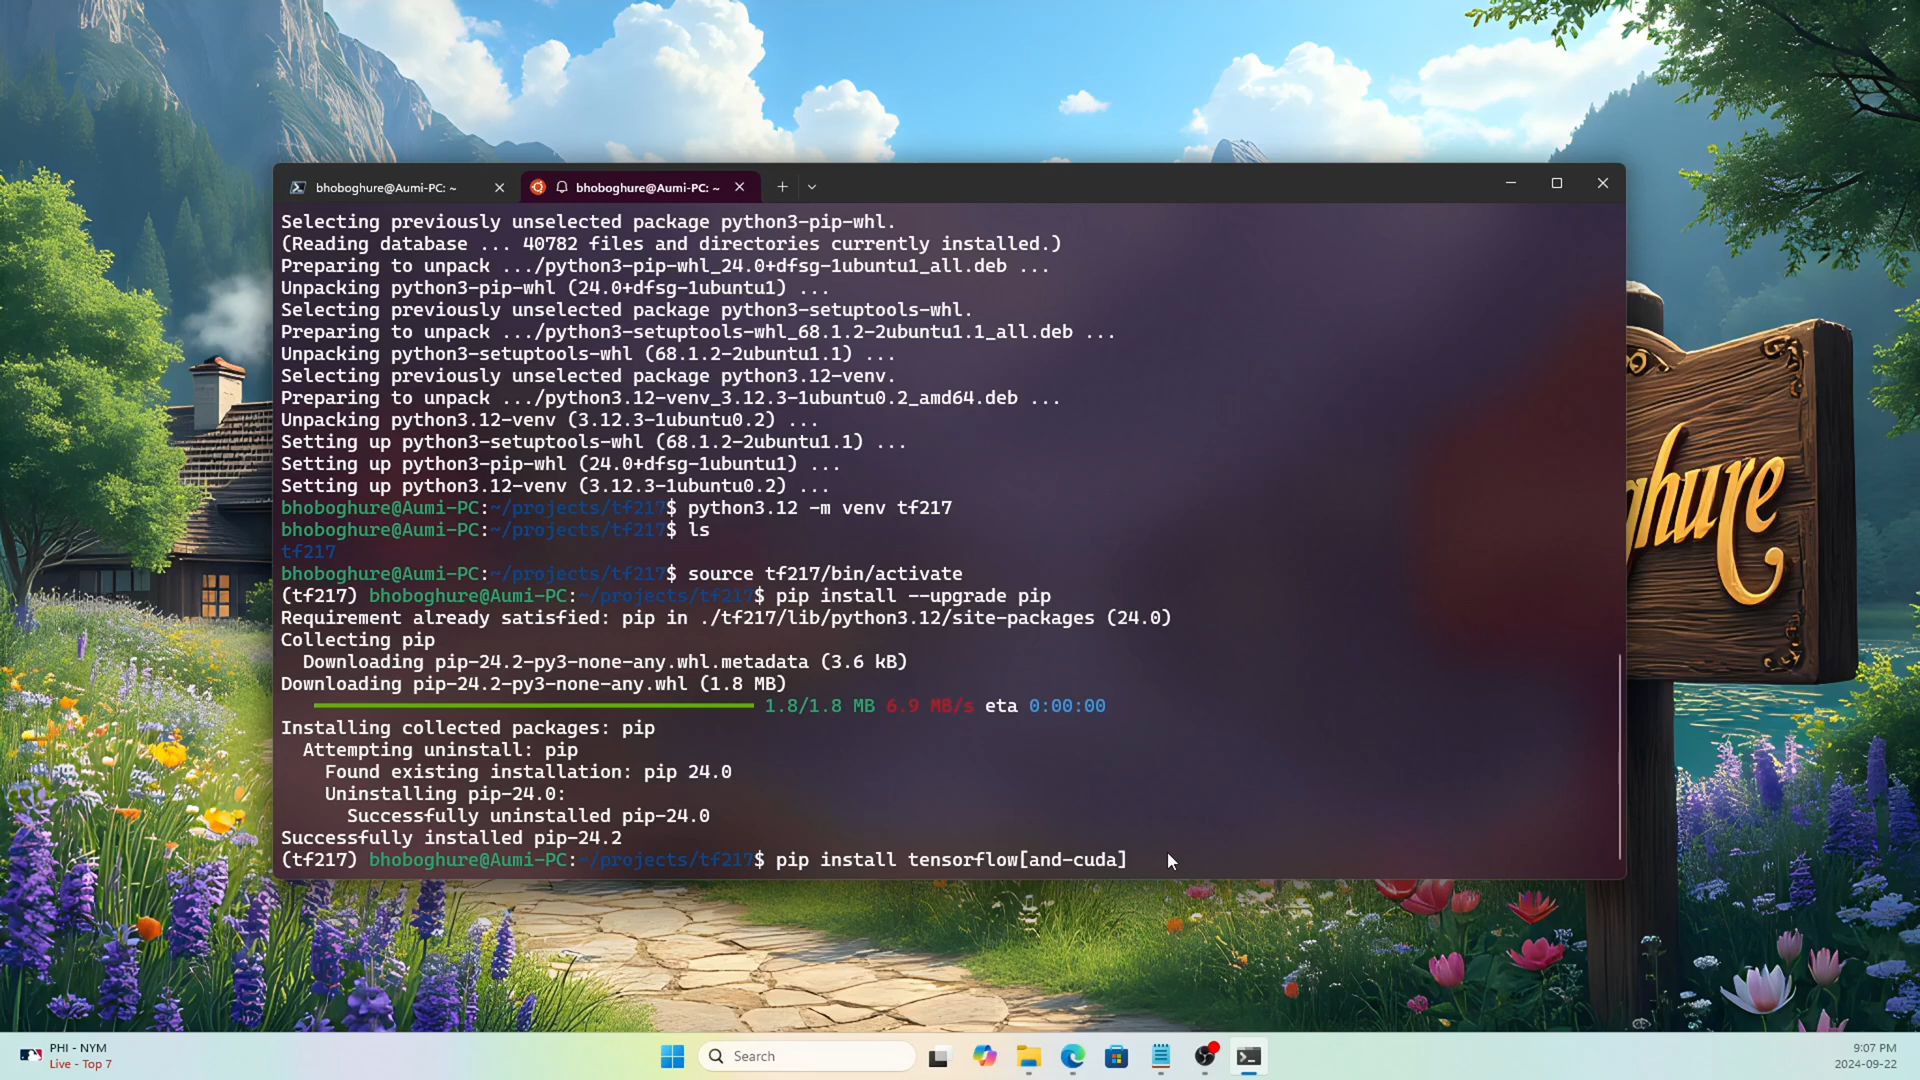 bhoboghure@Aumi-PC: ~
bhoboghure@Aumi-PC: ~
Selecting previously unselected package python3-pip-whl.
(Reading database ... 40782 files and directories currently installed.)
Preparing to unpack .../python3-pip-whl_24.0+dfsg-1ubuntu1_all.deb ...
Unpacking python3-pip-whl (24.0+dfsg-1ubuntu1) ...
Selecting previously unselected package python3-setuptools-whl.
Preparing to unpack .../python3-setuptools-whl_68.1.2-2ubuntu1.1_all.deb ...
Unpacking python3-setuptools-whl (68.1.2-2ubuntu1.1) ...
Selecting previously unselected package python3.12-venv.
Preparing to unpack .../python3.12-venv_3.12.3-1ubuntu0.2_amd64.deb ...
Unpacking python3.12-venv (3.12.3-1ubuntu0.2) ...
Setting up python3-setuptools-whl (68.1.2-2ubuntu1.1) ...
Setting up python3-pip-whl (24.0+dfsg-1ubuntu1) ...
Setting up python3.12-venv (3.12.3-1ubuntu0.2) ...
bhoboghure@Aumi-PC:~/projects/tf217$ python3.12 -m venv tf217
bhoboghure@Aumi-PC:~/projects/tf217$ ls
tf217
bhoboghure@Aumi-PC:~/projects/tf217$ source tf217/bin/activate
(tf217) bhoboghure@Aumi-PC:~/projects/tf217$ pip install --upgrade pip
Requirement already satisfied: pip in ./tf217/lib/python3.12/site-packages (24.0)
Collecting pip
Downloading pip-24.2-py3-none-any.whl.metadata (3.6 kB)
Downloading pip-24.2-py3-none-any.whl (1.8 MB)
1.8/1.8 MB 6.9 MB/s eta 0:00:00
Installing collected packages: pip
Attempting uninstall: pip
Found existing installation: pip 24.0
Uninstalling pip-24.0:
Successfully uninstalled pip-24.0
Successfully installed pip-24.2
(tf217) bhoboghure@Aumi-PC:~/projects/tf217$ pip install tensorflow[and-cuda]
ghure
PHI - NYM
Live - Top 7
Search
9:07 PM
2024-09-22